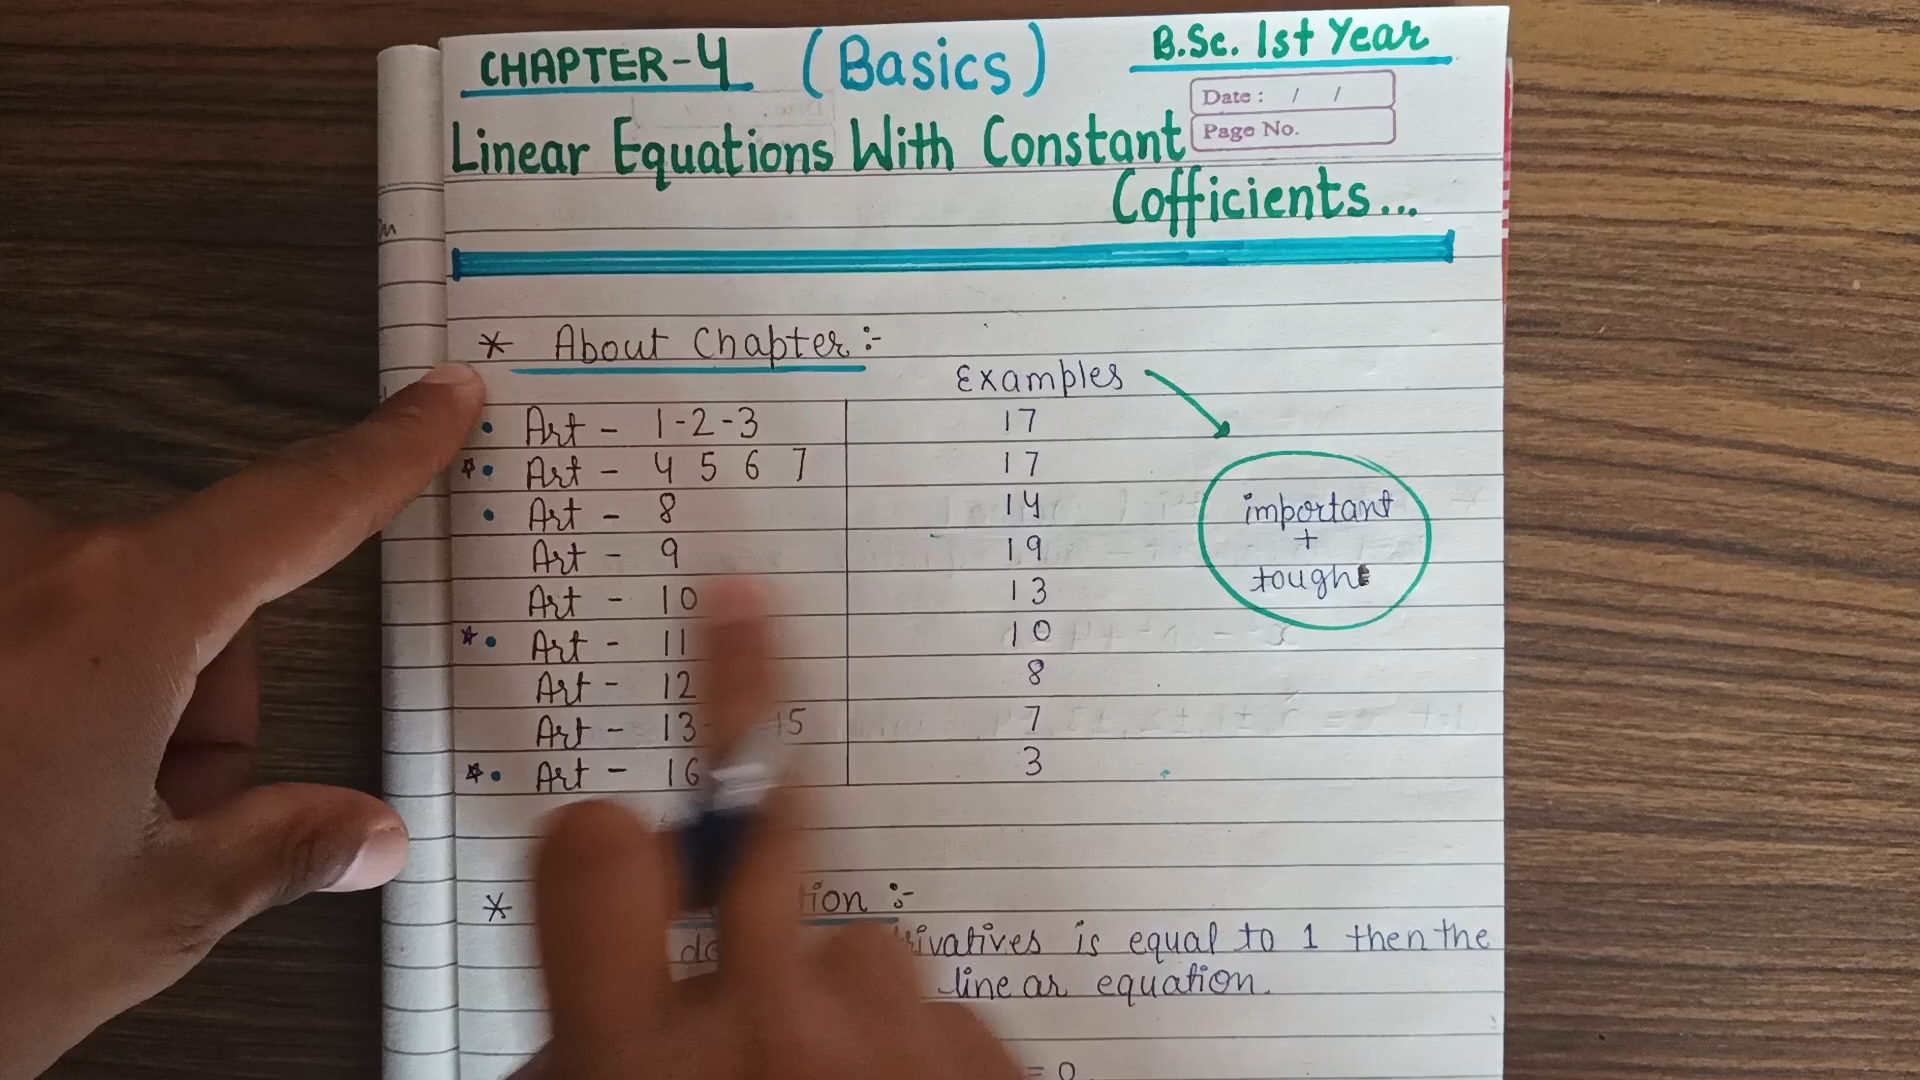 CHAPTER-4 (Basics) B.Sc. 1st Year
Date : / /
Page No.
Linear Equations With Constant
Cofficients...
* About Chapter :-
Examples
• Art - 1-2-3 17
☆• Art - 4 5 6 7 17
• Art - 8 14
Art - 9 19
Art - 10 13
☆• Art - 11 10
Art - 12 8
Art - 13- 15 7
☆• Art - 16 3
important
+
tough
* :-
is equal to 1 then the
linear equation.
= 0